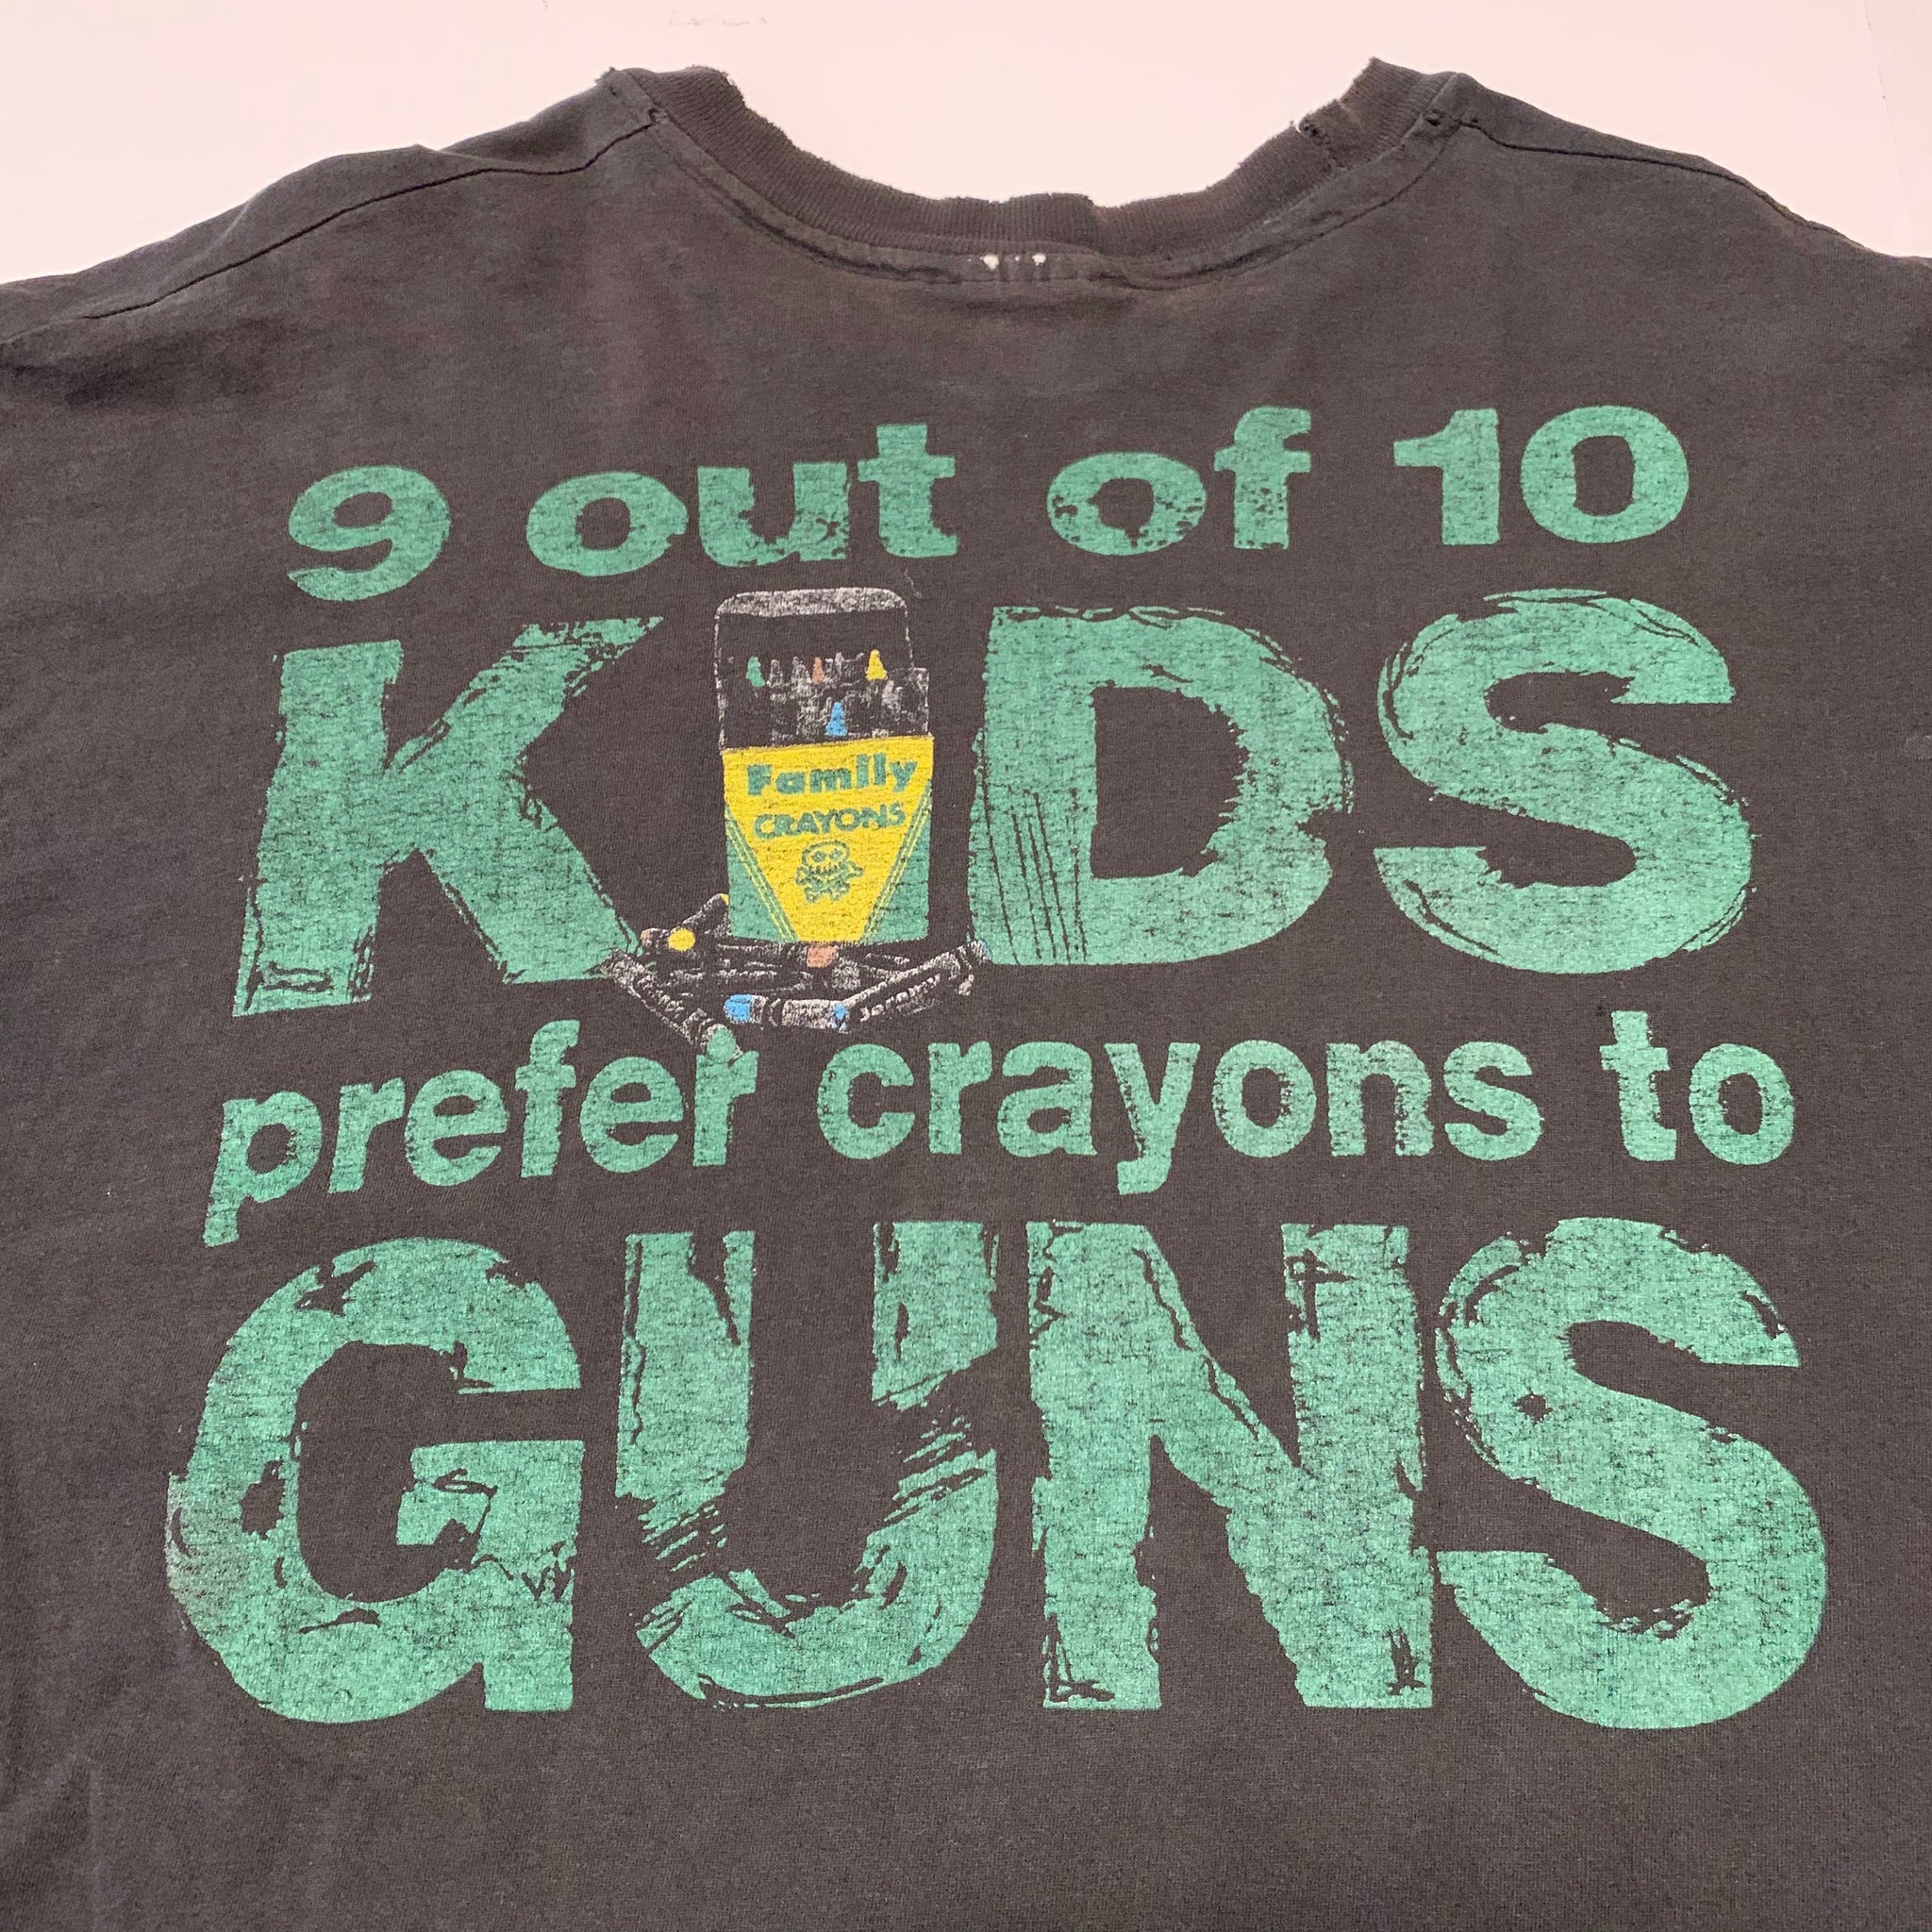 9 out of 10
KIDS
Family
CRAYONS
prefer crayons to
GUNS